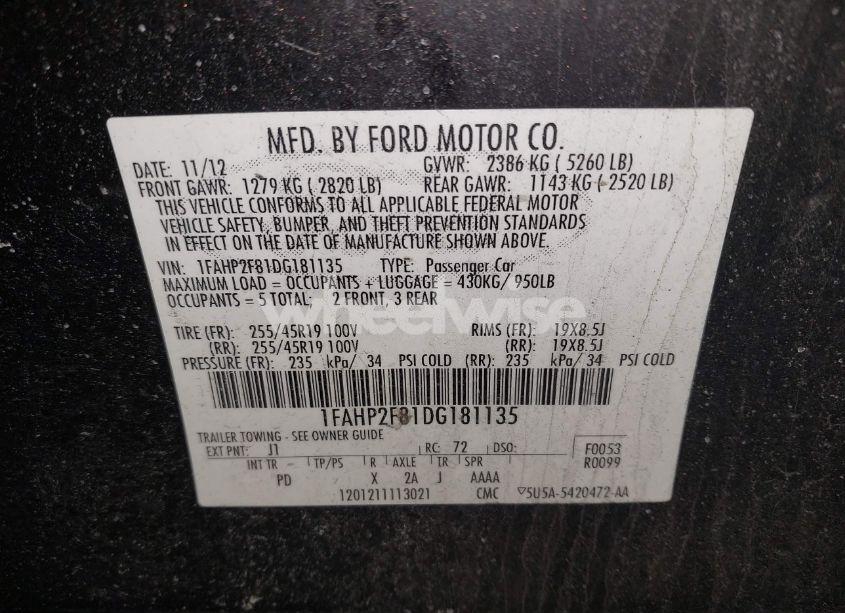 MFD. BY FORD MOTOR CO.
DATE: 11/12 GVWR: 2386 KG ( 5260 LB)
FRONT GAWR: 1279 KG ( 2820 LB) REAR GAWR: 1143 KG ( 2520 LB)
THIS VEHICLE CONFORMS TO ALL APPLICABLE FEDERAL MOTOR
VEHICLE SAFETY, BUMPER, AND THEFT PREVENTION STANDARDS
IN EFFECT ON THE DATE OF MANUFACTURE SHOWN ABOVE.
VIN: 1FAHP2F81DG181135 TYPE: Passenger Car
MAXIMUM LOAD = OCCUPANTS + LUGGAGE = 430KG/ 950LB
OCCUPANTS = 5 TOTAL; 2 FRONT, 3 REAR
wheelwise
TIRE (FR): 255/45R19 100V RIMS (FR): 19X8.5J
(RR): 255/45R19 100V (RR): 19X8.5J
PRESSURE (FR): 235 kPa/ 34 PSI COLD (RR): 235 kPa/ 34 PSI COLD
1FAHP2F81DG181135
TRAILER TOWING - SEE OWNER GUIDE
EXT PNT: J1 RC: 72 DSO: F0053
INT TR TP/PS R AXLE TR SPR R0099
PD X 2A J AAAA
1201211113021 CMC ▽5U5A-5420472-AA